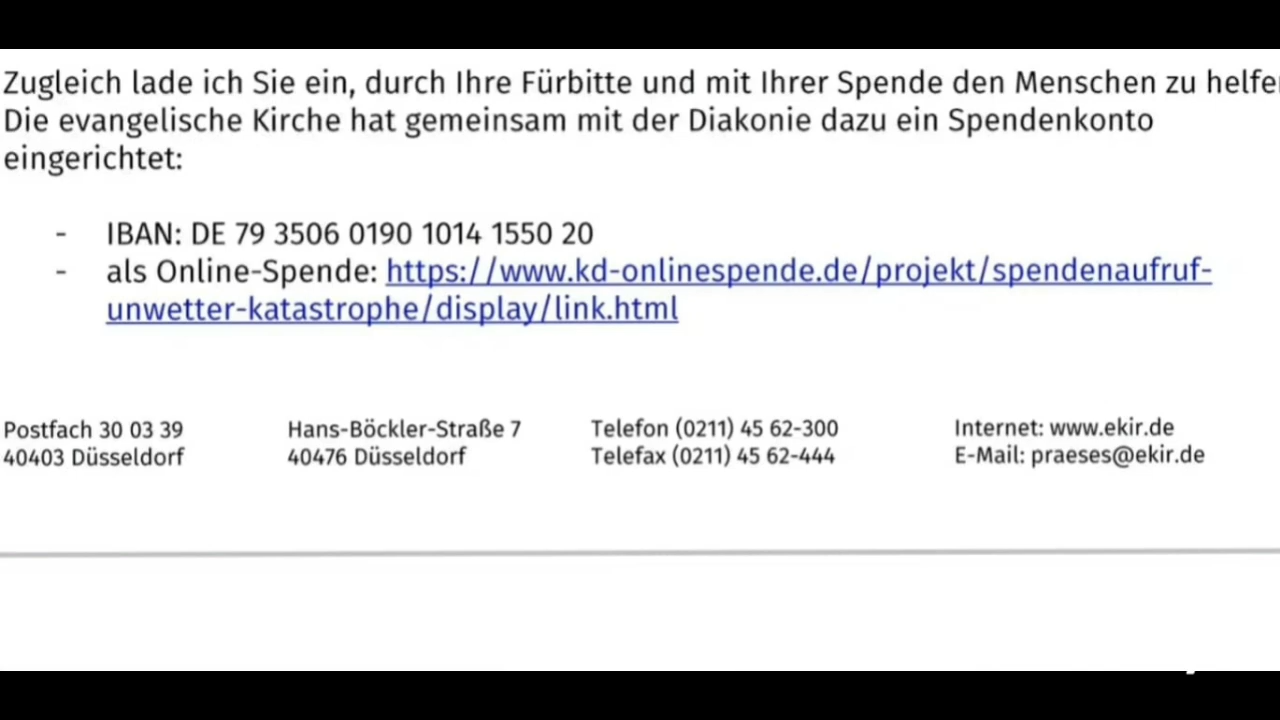 Zugleich lade ich Sie ein, durch Ihre Fürbitte und mit Ihrer Spende den Menschen zu
Die evangelische Kirche hat gemeinsam mit der Diakonie dazu ein Spendenkonto
eingerichtet:
- IBAN: DE 79 3506 0190 1014 1550 20
- als Online-Spende: https://www.kd-onlinespende.de/projekt/spendenaufruf-
unwetter-katastrophe/display/link.html
Postfach 30 03 39
40403 Düsseldorf
Hans-Böckler-Straße 7
40476 Düsseldorf
Telefon (0211) 45 62-300
Telefax (0211) 45 62-444
Internet: www.ekir.de
E-Mail: praeses@ekir.de